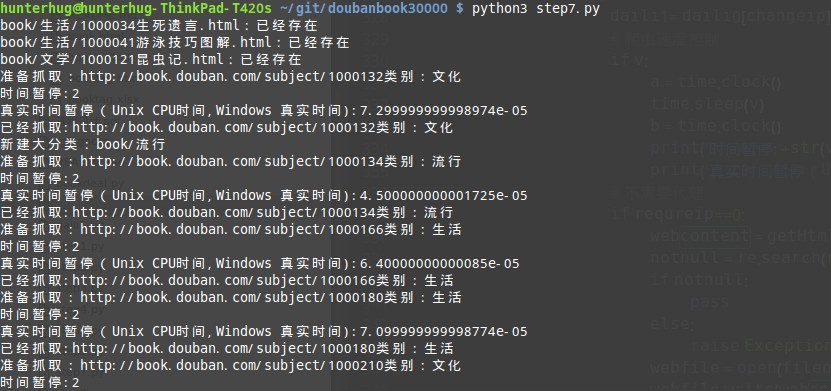 hunterhug@hunterhug-ThinkPad-T420s ~/git/doubanbook30000 $ python3 step7.py
book/生活/1000034生死遗言.html：已经存在
book/生活/1000041游泳技巧图解.html：已经存在
book/文学/1000121昆虫记.html：已经存在
准备抓取：http://book.douban.com/subject/1000132类别：文化
时间暂停:2
真实时间暂停（Unix CPU时间,Windows 真实时间):7.299999999998974e-05
已经抓取:http://book.douban.com/subject/1000132类别：文化
新建大分类：book/流行
准备抓取：http://book.douban.com/subject/1000134类别：流行
时间暂停:2
真实时间暂停（Unix CPU时间,Windows 真实时间):4.500000000001725e-05
已经抓取:http://book.douban.com/subject/1000134类别：流行
准备抓取：http://book.douban.com/subject/1000166类别：生活
时间暂停:2
真实时间暂停（Unix CPU时间,Windows 真实时间):6.40000000000085e-05
已经抓取:http://book.douban.com/subject/1000166类别：生活
准备抓取：http://book.douban.com/subject/1000180类别：生活
时间暂停:2
真实时间暂停（Unix CPU时间,Windows 真实时间):7.099999999998774e-05
已经抓取:http://book.douban.com/subject/1000180类别：生活
准备抓取：http://book.douban.com/subject/1000210类别：文化
时间暂停:2
if v:
a = time.clock()
time.sleep(v)
b = time.clock()
if requreip==0:
if notnull:
pass
else:
raise Exception